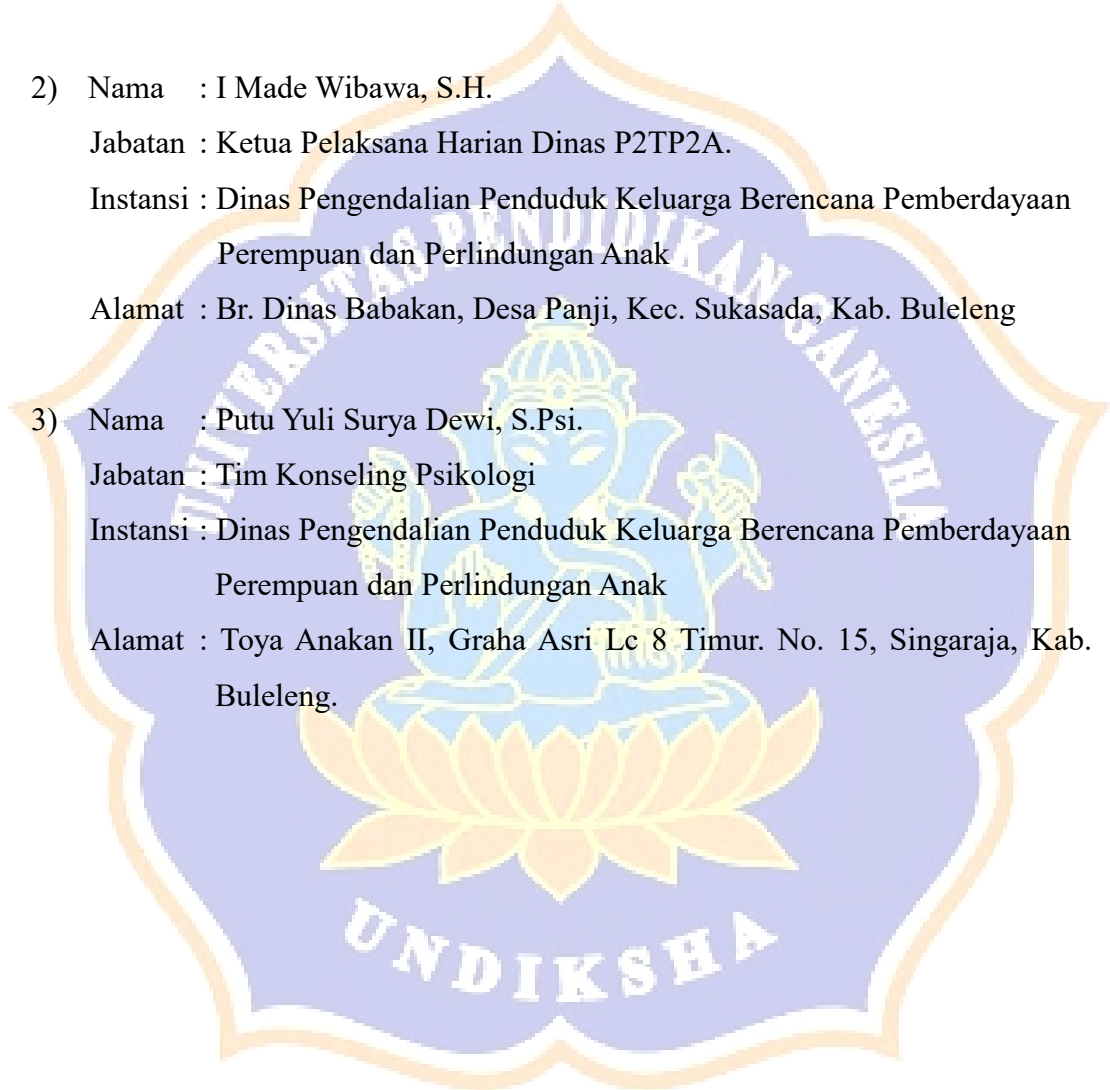 2) Nama : I Made Wibawa, S.H.
Jabatan : Ketua Pelaksana Harian Dinas P2TP2A.
Instansi : Dinas Pengendalian Penduduk Keluarga Berencana Pemberdayaan
Perempuan dan Perlindungan Anak
Alamat : Br. Dinas Babakan, Desa Panji, Kec. Sukasada, Kab. Buleleng
3) Nama : Putu Yuli Surya Dewi, S.Psi.
Jabatan : Tim Konseling Psikologi
Instansi : Dinas Pengendalian Penduduk Keluarga Berencana Pemberdayaan
Perempuan dan Perlindungan Anak
Alamat : Toya Anakan II, Graha Asri Lc 8 Timur. No. 15, Singaraja, Kab.
Buleleng.
UNIVERSITAS PENDIDIKAN GANESHA
UNDIKSHA